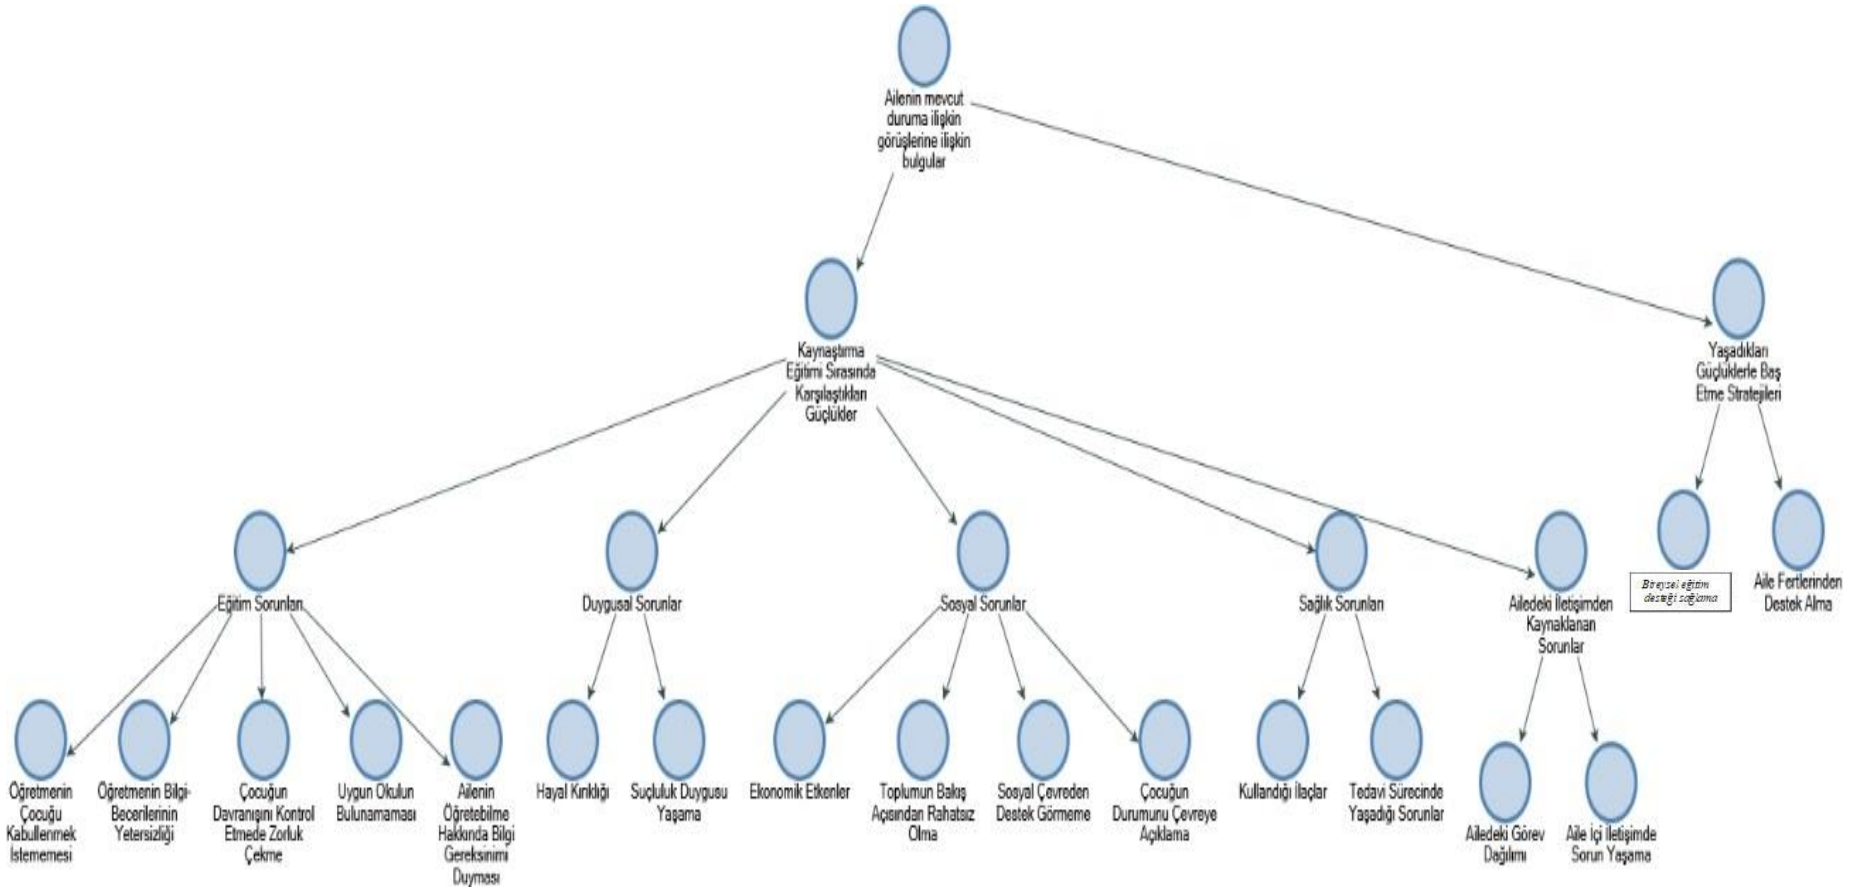 Ailenin mevcut
duruma ilişkin
görüşlerine ilişkin
bulgular
Kaynaştırma
Eğitimi Sırasında
Karşılaştıkları
Güçlükler
Yaşadıkları
Güçlüklerle Baş
Etme Stratejileri
Eğitim Sorunları
Duygusal Sorunlar
Sosyal Sorunlar
Sağlık Sorunları
Ailedeki İletişimden
Kaynaklanan
Sorunlar
Bireysel eğitim
desteği sağlama
Aile Fertlerinden
Destek Alma
Öğretmenin
Çocuğu
Kabullenmek
İstememesi
Öğretmenin Bilgi-
Becerilerinin
Yetersizliği
Çocuğun
Davranışını Kontrol
Etmede Zorluk
Çekme
Uygun Okulun
Bulunamaması
Ailenin
Öğretebilme
Hakkında Bilgi
Gereksinimi
Duyması
Hayal Kırıklığı
Suçluluk Duygusu
Yaşama
Ekonomik Etkenler
Toplumun Bakış
Açısından Rahatsız
Olma
Sosyal Çevreden
Destek Görmeme
Çocuğun
Durumunu Çevreye
Açıklama
Kullandığı İlaçlar
Tedavi Sürecinde
Yaşadığı Sorunlar
Ailedeki Görev
Dağılımı
Aile İçi İletişimde
Sorun Yaşama